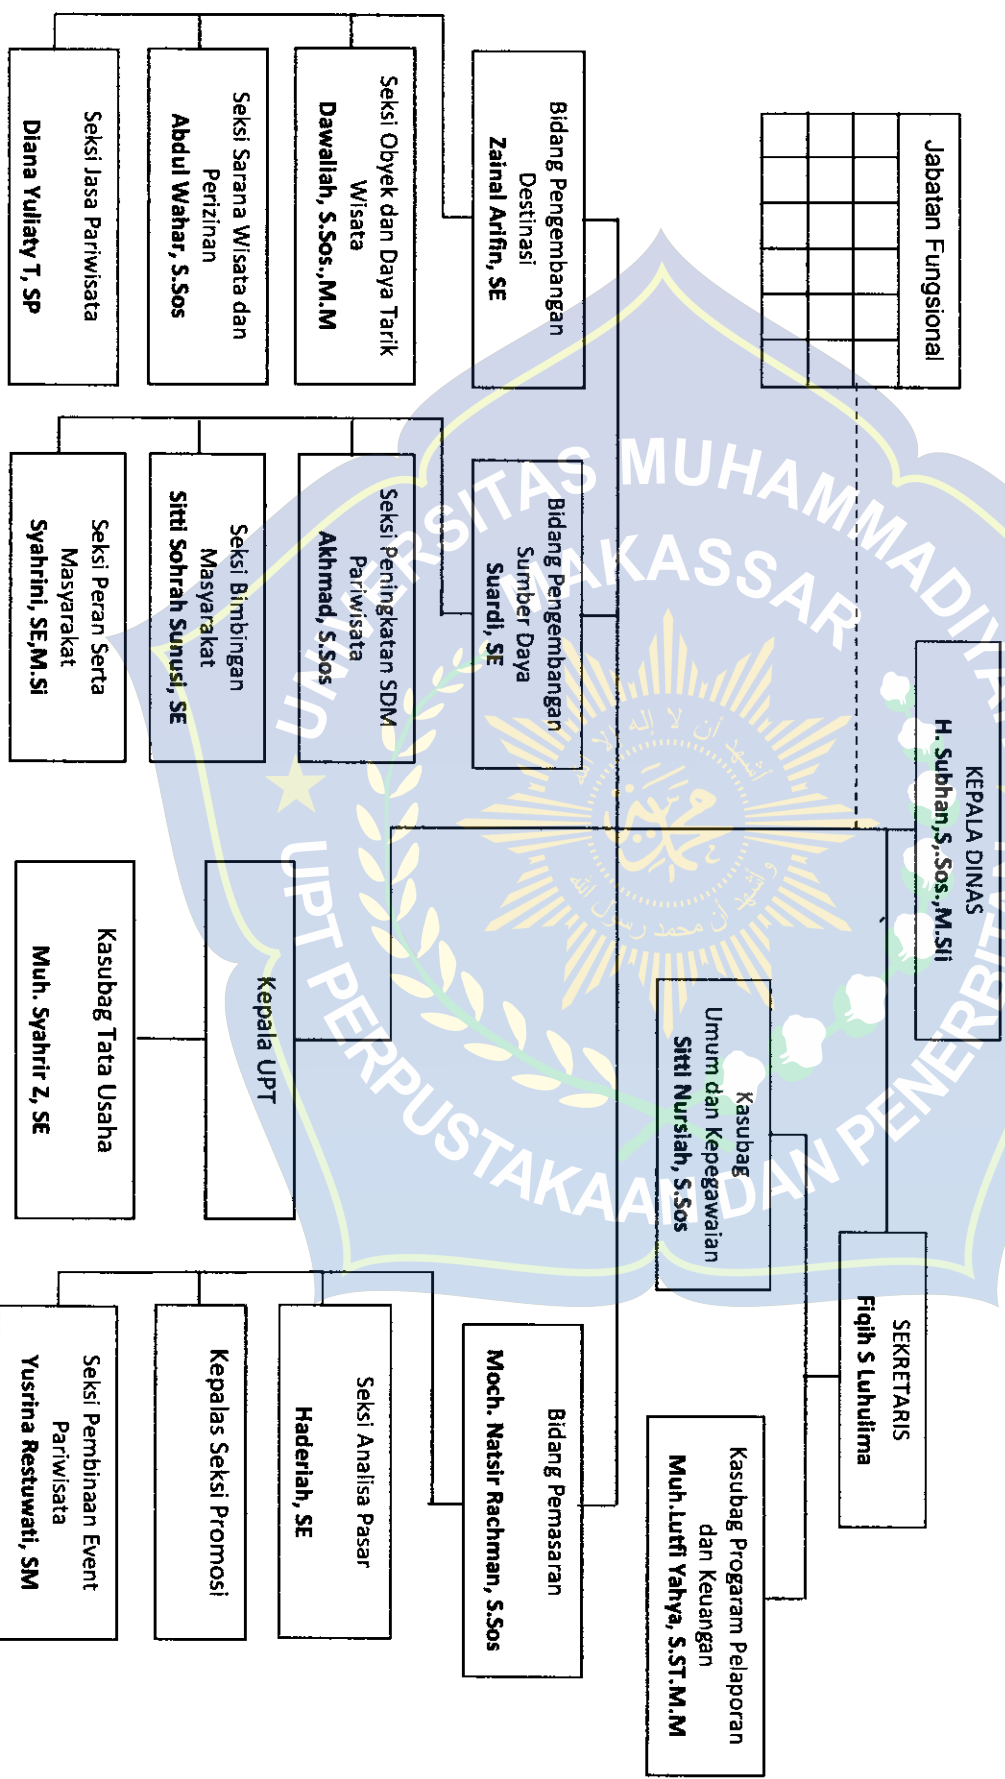 KEPALA DINAS
H. Subhan,S,.Sos.,M.SIi
Jabatan Fungsional
SEKRETARIS
Fiqih S Luhulima
Kasubag
Umum dan Kepegawaian
Sitti Nursiah, S.Sos
Kasubag Progaram Pelaporan
dan Keuangan
Muh.Lutfi Yahya, S.ST.M.M
Bidang Pengembangan
Destinasi
Zainal Arifin, SE
Bidang Pengembangan
Sumber Daya
Suardi, SE
Bidang Pemasaran
Moch. Natsir Rachman, S.Sos
Seksi Obyek dan Daya Tarik
Wisata
Dawaliah, S.Sos.,M.M
Seksi Peningkatan SDM
Pariwisata
Akhmad, S.Sos
Kepala UPT
Seksi Analisa Pasar
Haderiah, SE
Seksi Sarana Wisata dan
Perizinan
Abdul Wahar, S.Sos
Seksi Bimbingan
Masyarakat
Sitti Sohrah Sunusi, SE
Kepalas Seksi Promosi
Seksi Jasa Pariwisata
Diana Yuliaty T, SP
Seksi Peran Serta
Masyarakat
Syahrini, SE,M.Si
Kasubag Tata Usaha
Muh. Syahrir Z, SE
Seksi Pembinaan Event
Pariwisata
Yusrina Restuwati, SM
UNIVERSITAS MUHAMMADIYA
MAKASSAR
UPT PERPUSTAKAAN DAN PENERBITA